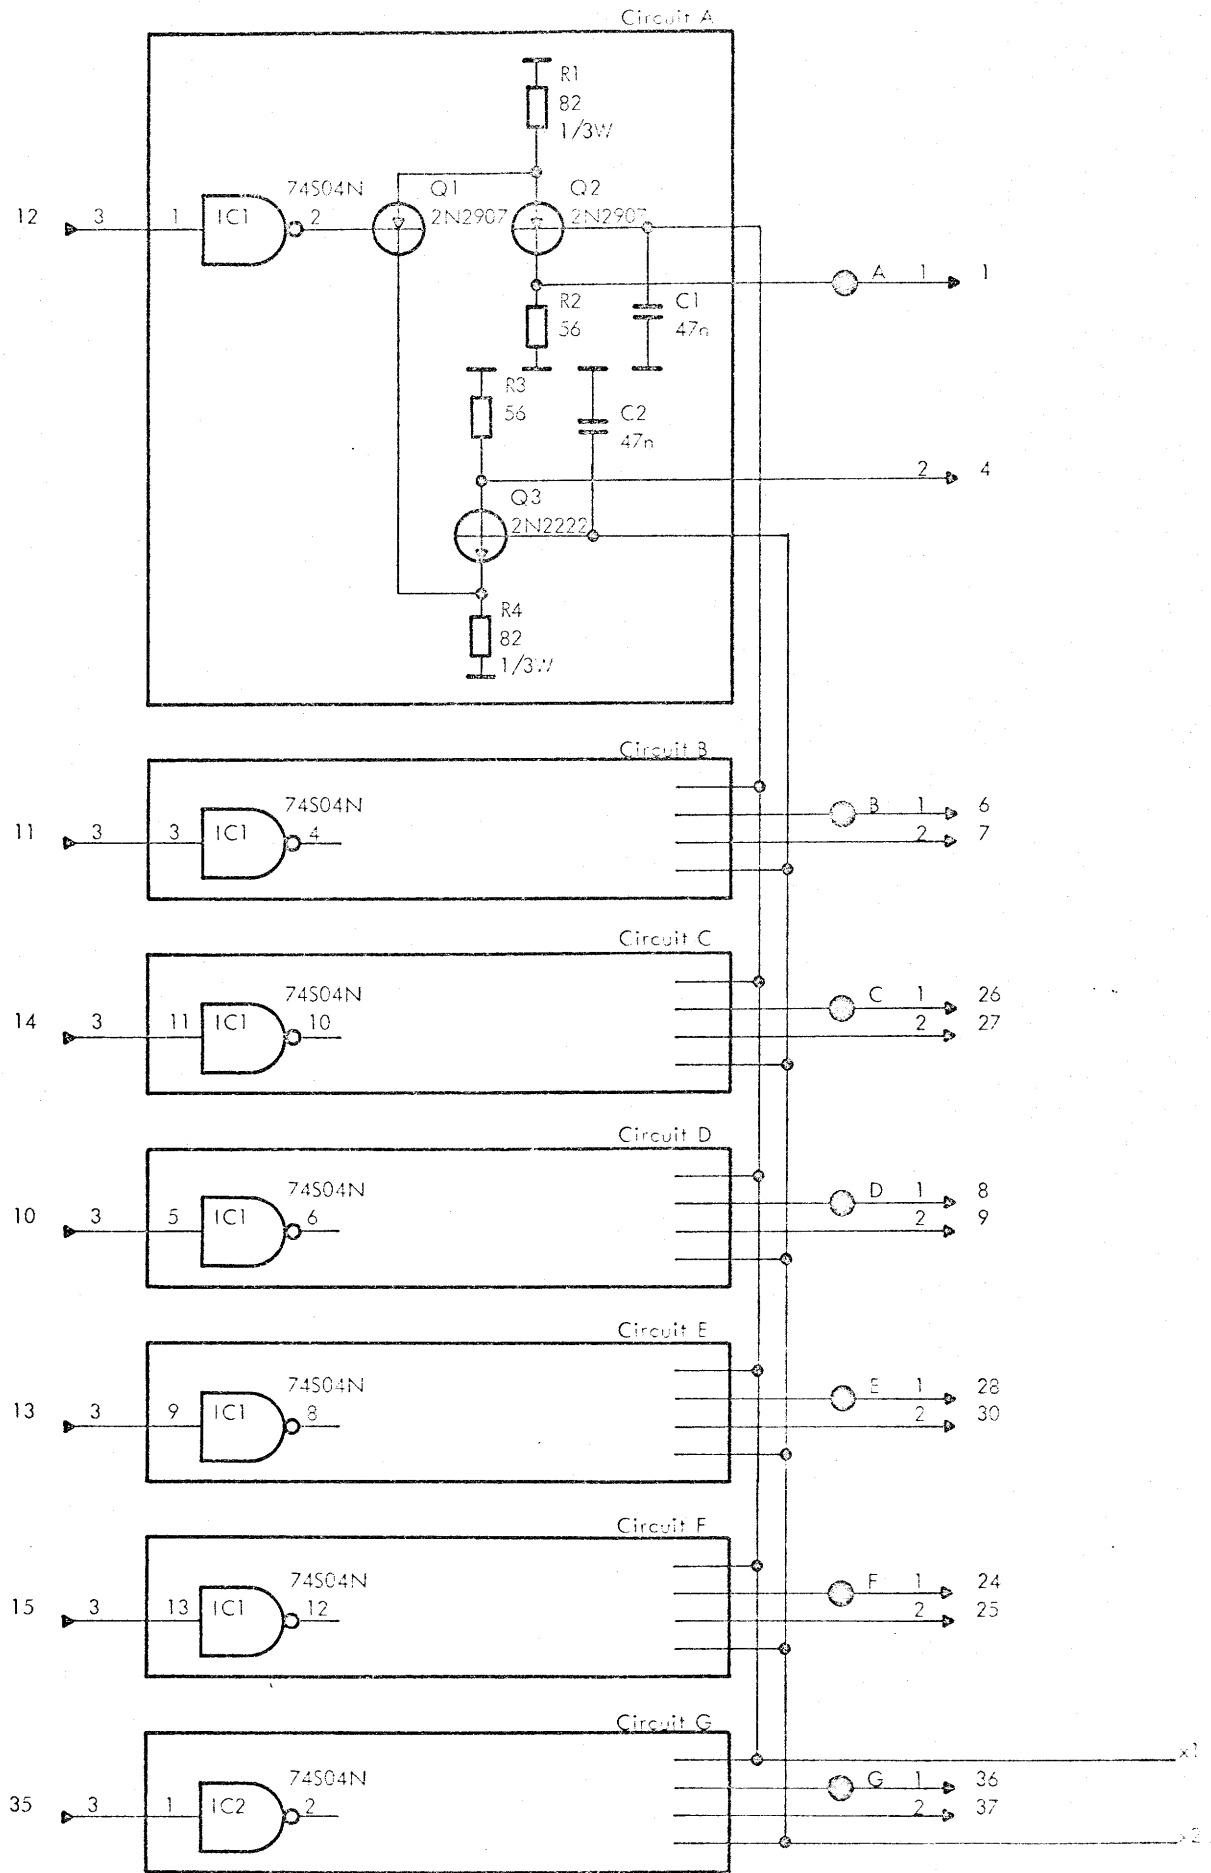 Circuit A
R1
82
1/3W
74S04N
Q1
Q2
12 3 1 IC1 2
2N2907
2N2907
A 1 1
R2
56
C1
47n
R3
56
C2
47n
2 4
Q3
2N2222
R4
82
1/3W
Circuit B
74S04N
B 1 6
11 3 3 IC1 4
2 7
Circuit C
74S04N
C 1 26
14 3 11 IC1 10
2 27
Circuit D
74S04N
D 1 8
10 3 5 IC1 6
2 9
Circuit E
74S04N
E 1 28
13 3 9 IC1 8
2 30
Circuit F
74S04N
F 1 24
15 3 13 IC1 12
2 25
Circuit G
x1
74S04N
G 1 36
35 3 1 IC2 2
2 37
x2